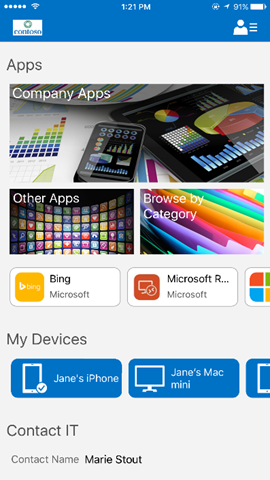 1:21 PM
91%
contoso
Apps
Company Apps
Other Apps
Browse by
Category
Bing
Microsoft
Microsoft R...
Microsoft
My Devices
Jane's iPhone
Jane's Mac
mini
Contact IT
Contact Name Marie Stout